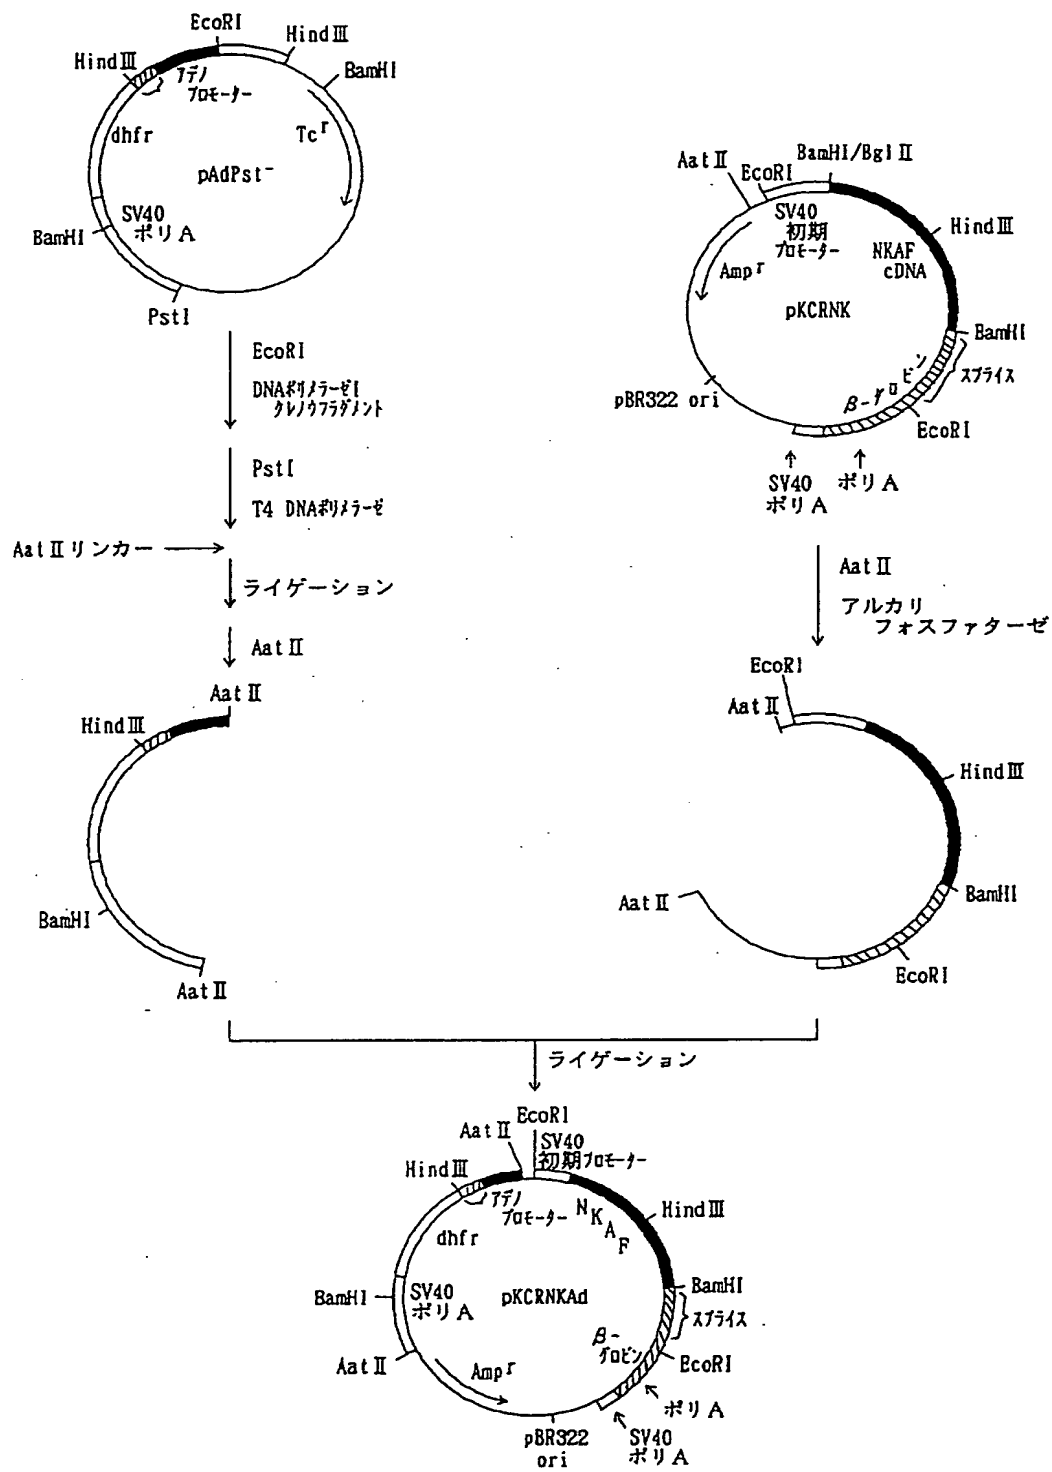 EcoRI
HindⅢ
HindⅢ
BamHI
アデノ
プロモーター
dhfr
Tcʳ
pAdPst⁻
SV40
ポリA
BamHI
PstI
EcoRI
DNAポリメラーゼI
クレノウフラグメント
PstI
T4 DNAポリメラーゼ
AatⅡリンカー
ライゲーション
AatⅡ
AatⅡ
HindⅢ
BamHI
AatⅡ
BamHI/BglⅡ
AatⅡ
EcoRI
HindⅢ
SV40
初期
プロモーター
NKAF
cDNA
Ampʳ
pKCRNK
BamHI
スプライス
β-グロビン
pBR322 ori
EcoRI
SV40
ポリA
ポリA
AatⅡ
アルカリ
フォスファターゼ
EcoRI
AatⅡ
HindⅢ
BamHI
AatⅡ
EcoRI
ライゲーション
EcoRI
AatⅡ
SV40
初期プロモーター
HindⅢ
アデノ
プロモーター
NKAF
HindⅢ
dhfr
BamHI
SV40
ポリA
pKCRNKAd
BamHI
スプライス
β-
グロビン
EcoRI
AatⅡ
Ampʳ
ポリA
pBR322
ori
SV40
ポリA